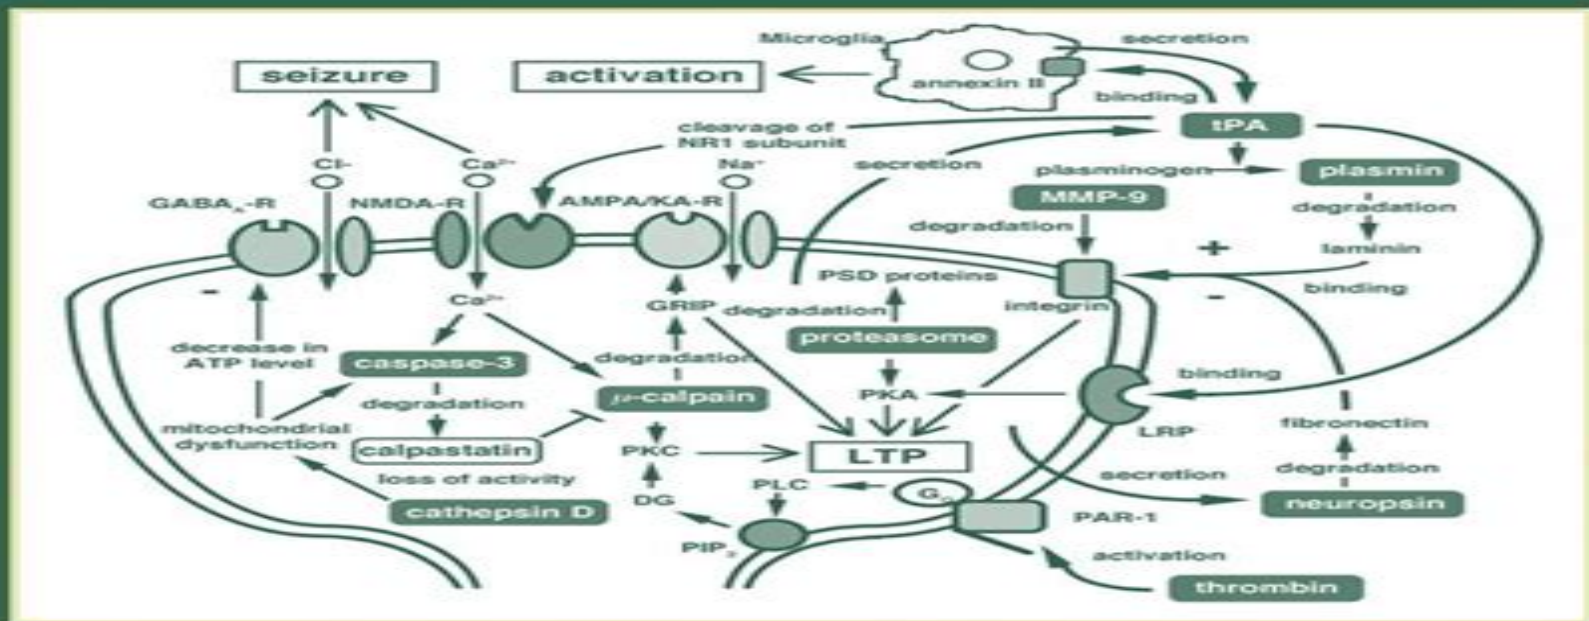 Microglia
secretion
seizure
activation
annexin II
binding
cleavage of
NR1 subunit
tPA
Cl-
Ca²⁺
Na⁺
secretion
plasminogen
plasmin
GABAₐ-R
NMDA-R
AMPA/KA-R
MMP-9
degradation
degradation
+
laminin
-
Ca²⁺
GRIP
degradation
PSD proteins
integrin
-
binding
decrease in
ATP level
caspase-3
degradation
proteasome
degradation
μ-calpain
PKA
binding
mitochondrial
dysfunction
calpastatin
PKC
LTP
LRP
fibronectin
loss of activity
PLC
secretion
degradation
cathepsin D
DG
neuropsin
PAR-1
PIP₂
activation
thrombin